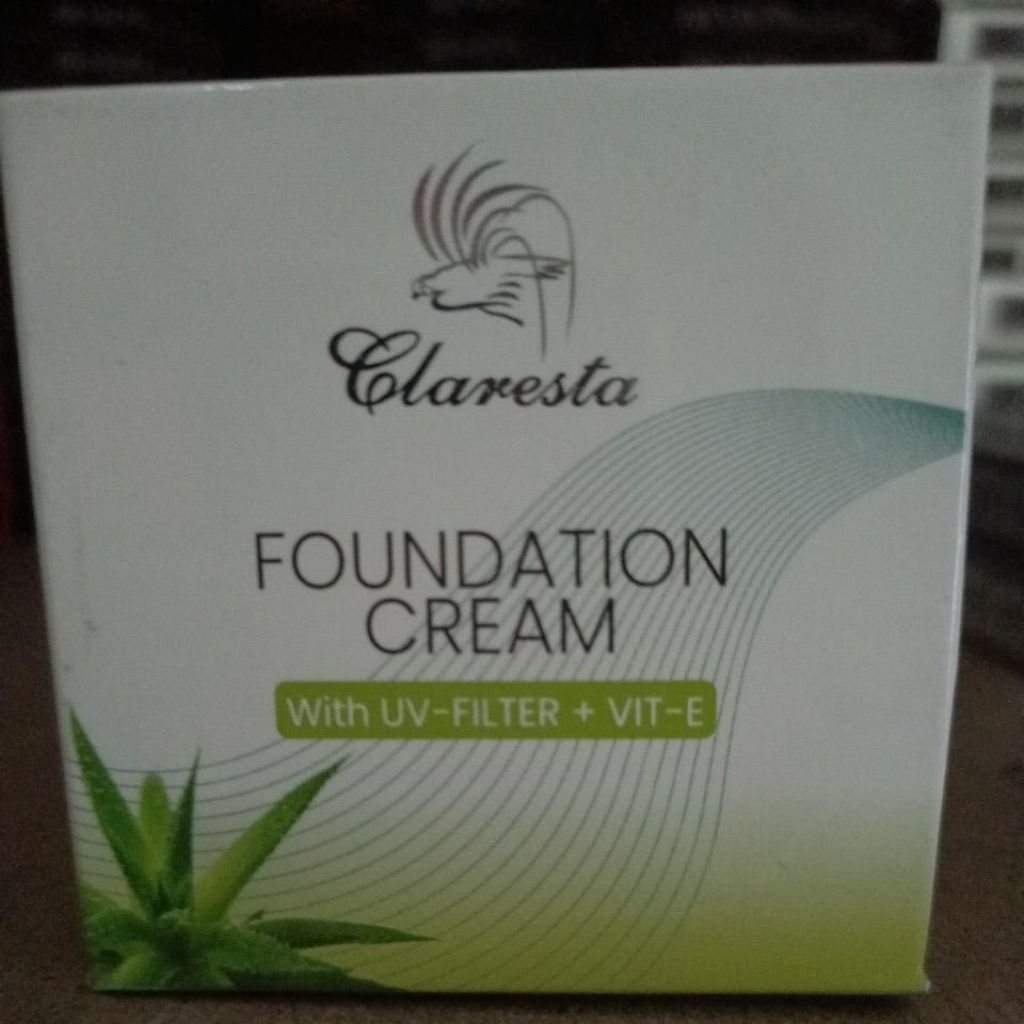 Claresta
FOUNDATION
CREAM
With UV-FILTER + VIT-E